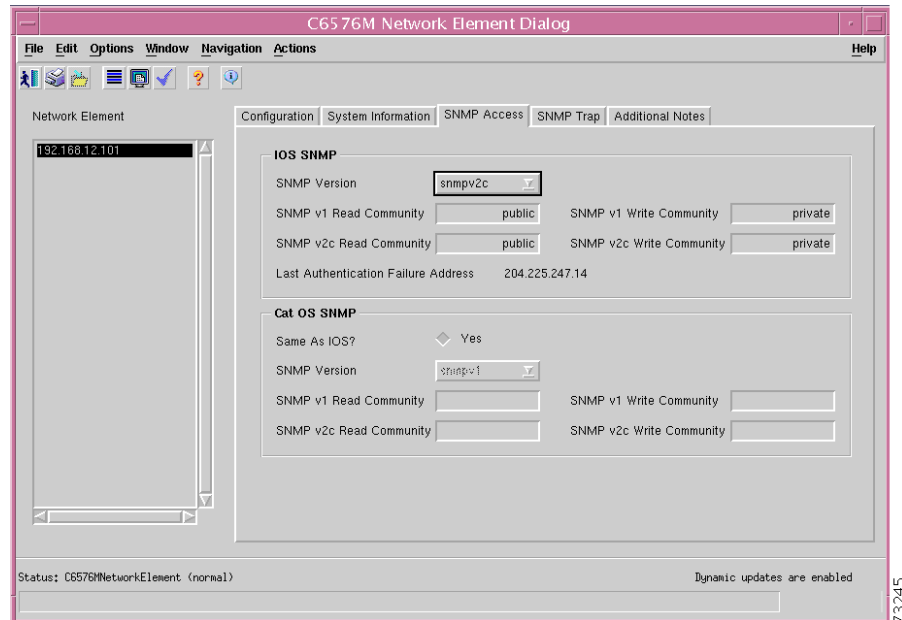 C6576M Network Element Dialog
File Edit Options Window Navigation Actions Help
Network Element
Configuration System Information SNMP Access SNMP Trap Additional Notes
192.168.12.101
IOS SNMP
SNMP Version snmpv2c
SNMP v1 Read Community public SNMP v1 Write Community private
SNMP v2c Read Community public SNMP v2c Write Community private
Last Authentication Failure Address 204.225.247.14
Cat OS SNMP
Same As IOS? Yes
SNMP Version snmpv1
SNMP v1 Read Community SNMP v1 Write Community
SNMP v2c Read Community SNMP v2c Write Community
Status: C6576MNetworkElement (normal) Dynamic updates are enabled
73245